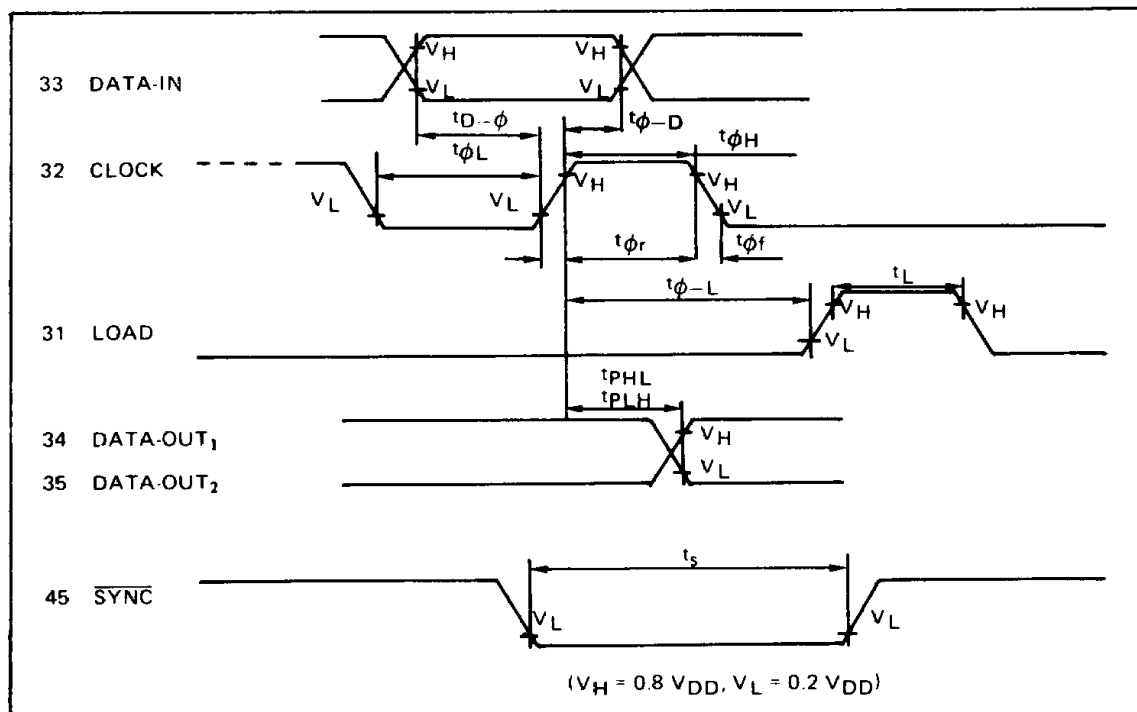 V_H V_H
33 DATA-IN
V_L V_L
t_D-ϕ t_ϕ-D
t_ϕL t_ϕH
32 CLOCK
V_L V_L V_H V_H
V_L
t_ϕr t_ϕf
t_ϕ-L t_L
V_H V_H
31 LOAD
V_L
t_PHL
t_PLH
34 DATA-OUT₁
V_H
V_L
35 DATA-OUT₂
t_s
45 S̅Y̅N̅C̅
V_L V_L
(V_H = 0.8 V_DD, V_L = 0.2 V_DD)